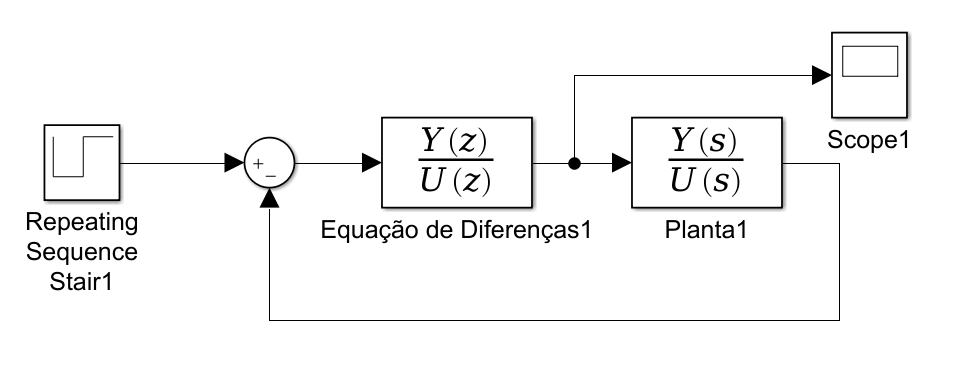 Scope1
+
−
Y(z)
U(z)
Y(s)
U(s)
Repeating
Sequence
Stair1
Equação de Diferenças1
Planta1